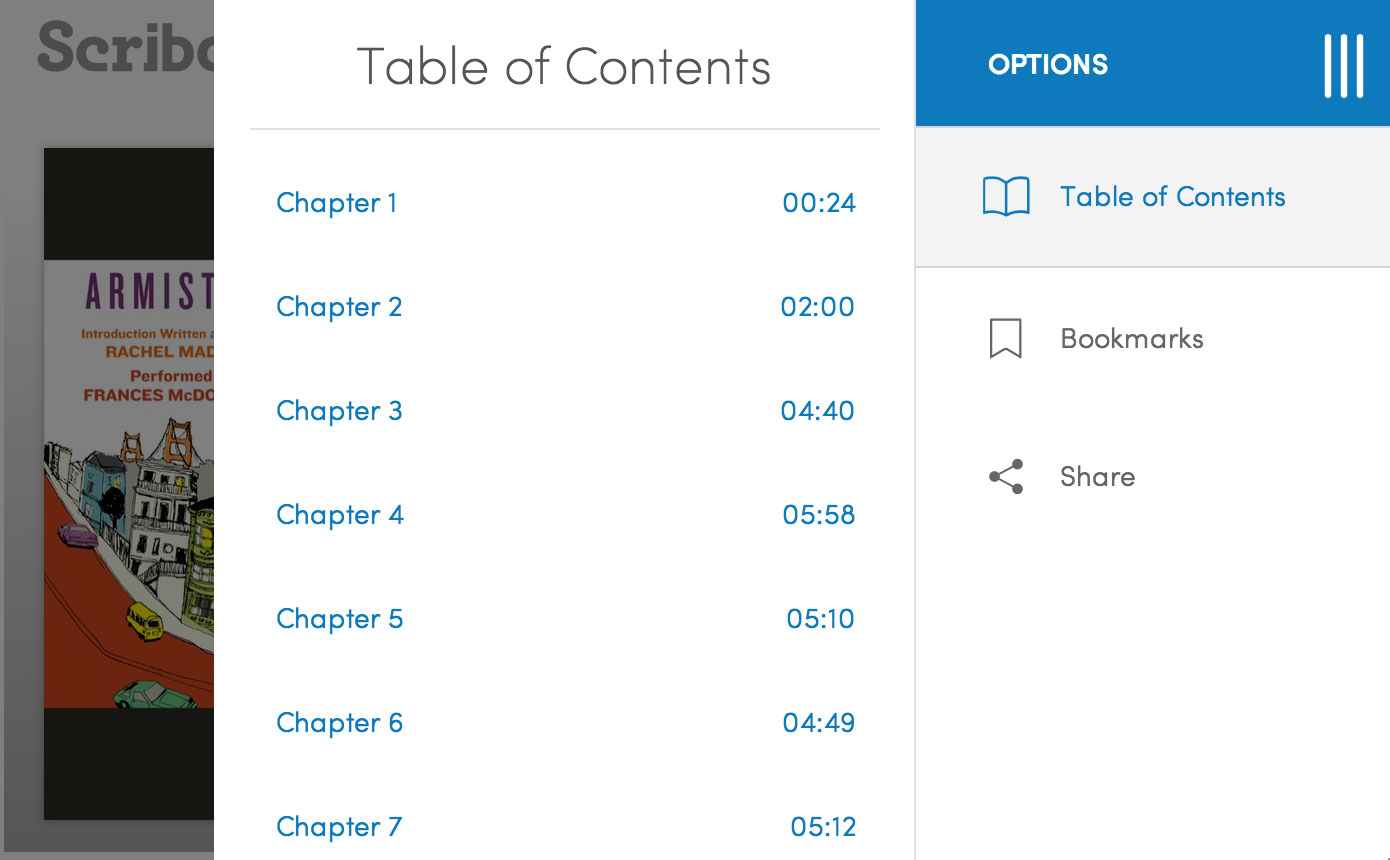 Scrib
ARMIST
Introduction Written a
RACHEL MAD
Performed
FRANCES McDO
Table of Contents
Chapter 1 00:24
Chapter 2 02:00
Chapter 3 04:40
Chapter 4 05:58
Chapter 5 05:10
Chapter 6 04:49
Chapter 7 05:12
OPTIONS
Table of Contents
Bookmarks
Share